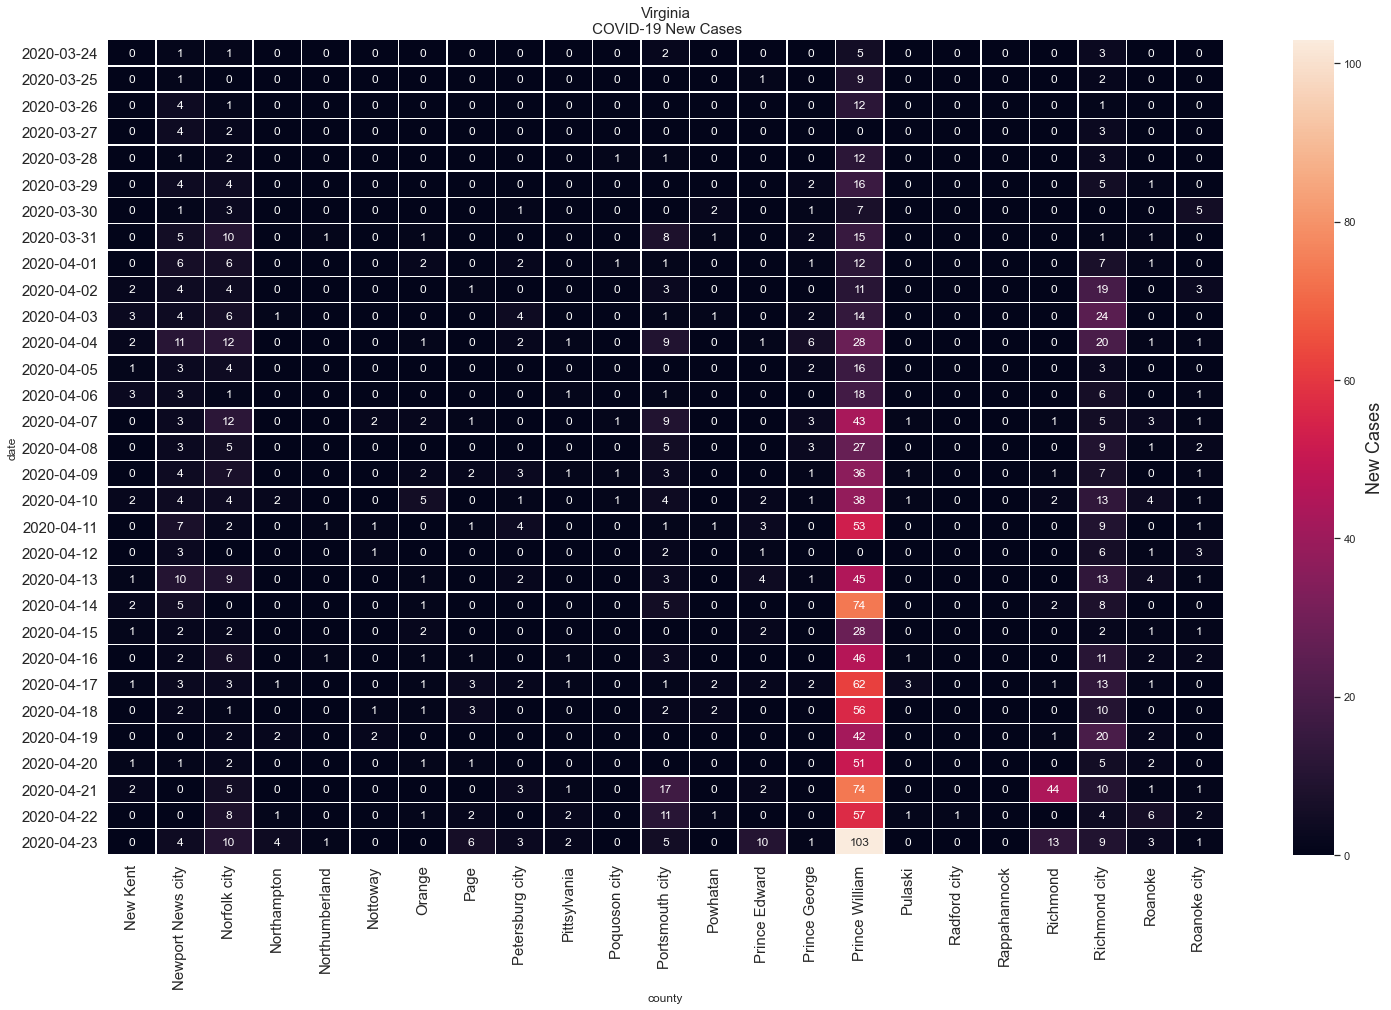 Virginia
COVID-19 New Cases
2020-03-24 0 1 1 0 0 0 0 0 0 0 0 2 0 0 0 5 0 0 0 0 3 0 0
2020-03-25 0 1 0 0 0 0 0 0 0 0 0 0 0 1 0 9 0 0 0 0 2 0 0
2020-03-26 0 4 1 0 0 0 0 0 0 0 0 0 0 0 0 12 0 0 0 0 1 0 0
2020-03-27 0 4 2 0 0 0 0 0 0 0 0 0 0 0 0 0 0 0 0 0 3 0 0
2020-03-28 0 1 2 0 0 0 0 0 0 0 1 1 0 0 0 12 0 0 0 0 3 0 0
2020-03-29 0 4 4 0 0 0 0 0 0 0 0 0 0 0 2 16 0 0 0 0 5 1 0
2020-03-30 0 1 3 0 0 0 0 0 1 0 0 0 2 0 1 7 0 0 0 0 0 0 5
2020-03-31 0 5 10 0 1 0 1 0 0 0 0 8 1 0 2 15 0 0 0 0 1 1 0
2020-04-01 0 6 6 0 0 0 2 0 2 0 1 1 0 0 1 12 0 0 0 0 7 1 0
2020-04-02 2 4 4 0 0 0 0 1 0 0 0 3 0 0 0 11 0 0 0 0 19 0 3
2020-04-03 3 4 6 1 0 0 0 0 4 0 0 1 1 0 2 14 0 0 0 0 24 0 0
2020-04-04 2 11 12 0 0 0 1 0 2 1 0 9 0 1 6 28 0 0 0 0 20 1 1
2020-04-05 1 3 4 0 0 0 0 0 0 0 0 0 0 0 2 16 0 0 0 0 3 0 0
2020-04-06 3 3 1 0 0 0 0 0 0 1 0 1 0 0 0 18 0 0 0 0 6 0 1
2020-04-07 0 3 12 0 0 2 2 1 0 0 1 9 0 0 3 43 1 0 0 1 5 3 1
2020-04-08 0 3 5 0 0 0 0 0 0 0 0 5 0 0 3 27 0 0 0 0 9 1 2
2020-04-09 0 4 7 0 0 0 2 2 3 1 1 3 0 0 1 36 1 0 0 1 7 0 1
2020-04-10 2 4 4 2 0 0 5 0 1 0 1 4 0 2 1 38 1 0 0 2 13 4 1
2020-04-11 0 7 2 0 1 1 0 1 4 0 0 1 1 3 0 53 0 0 0 0 9 0 1
2020-04-12 0 3 0 0 0 1 0 0 0 0 0 2 0 1 0 0 0 0 0 0 6 1 3
2020-04-13 1 10 9 0 0 0 1 0 2 0 0 3 0 4 1 45 0 0 0 0 13 4 1
2020-04-14 2 5 0 0 0 0 1 0 0 0 0 5 0 0 0 74 0 0 0 2 8 0 0
2020-04-15 1 2 2 0 0 0 2 0 0 0 0 0 0 2 0 28 0 0 0 0 2 1 1
2020-04-16 0 2 6 0 1 0 1 1 0 1 0 3 0 0 0 46 1 0 0 0 11 2 2
2020-04-17 1 3 3 1 0 0 1 3 2 1 0 1 2 2 2 62 3 0 0 1 13 1 0
2020-04-18 0 2 1 0 0 1 1 3 0 0 0 2 2 0 0 56 0 0 0 0 10 0 0
2020-04-19 0 0 2 2 0 2 0 0 0 0 0 0 0 0 0 42 0 0 0 1 20 2 0
2020-04-20 1 1 2 0 0 0 1 1 0 0 0 0 0 0 0 51 0 0 0 0 5 2 0
2020-04-21 2 0 5 0 0 0 0 0 3 1 0 17 0 2 0 74 0 0 0 44 10 1 1
2020-04-22 0 0 8 1 0 0 1 2 0 2 0 11 1 0 0 57 1 1 0 0 4 6 2
2020-04-23 0 4 10 4 1 0 0 6 3 2 0 5 0 10 1 103 0 0 0 13 9 3 1
date
New Kent
Newport News city
Norfolk city
Northampton
Northumberland
Nottoway
Orange
Page
Petersburg city
Pittsylvania
Poquoson city
Portsmouth city
Powhatan
Prince Edward
Prince George
Prince William
Pulaski
Radford city
Rappahannock
Richmond
Richmond city
Roanoke
Roanoke city
county
100
80
60
40
20
0
New Cases